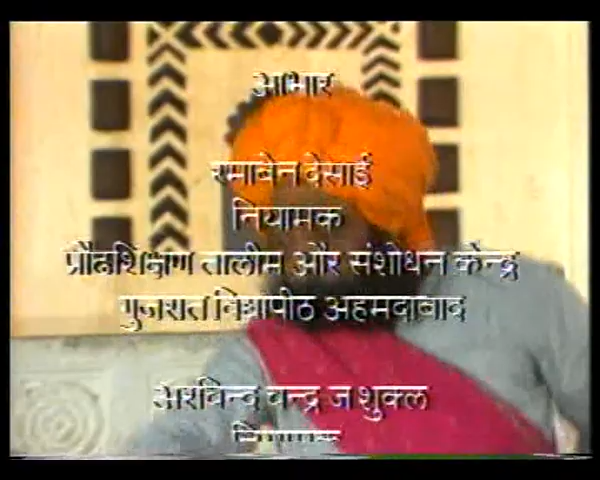 आभार
रमाबेन देसाई
नियामक
प्रौढशिक्षण तालीम और संशोधन केन्द्र
गुजरात विद्यापीठ अहमदाबाद
अरविन्द चन्द्र ज शुक्ल